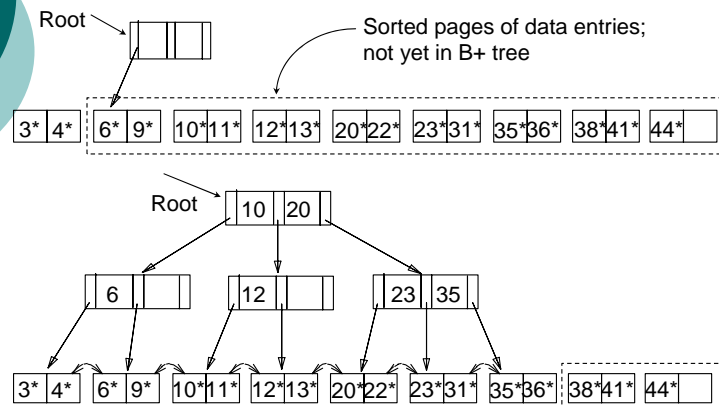 Root
Sorted pages of data entries;
not yet in B+ tree
3* 4* 6* 9* 10* 11* 12* 13* 20* 22* 23* 31* 35* 36* 38* 41* 44*
Root
10 20
6 12 23 35
3* 4* 6* 9* 10* 11* 12* 13* 20* 22* 23* 31* 35* 36* 38* 41* 44*